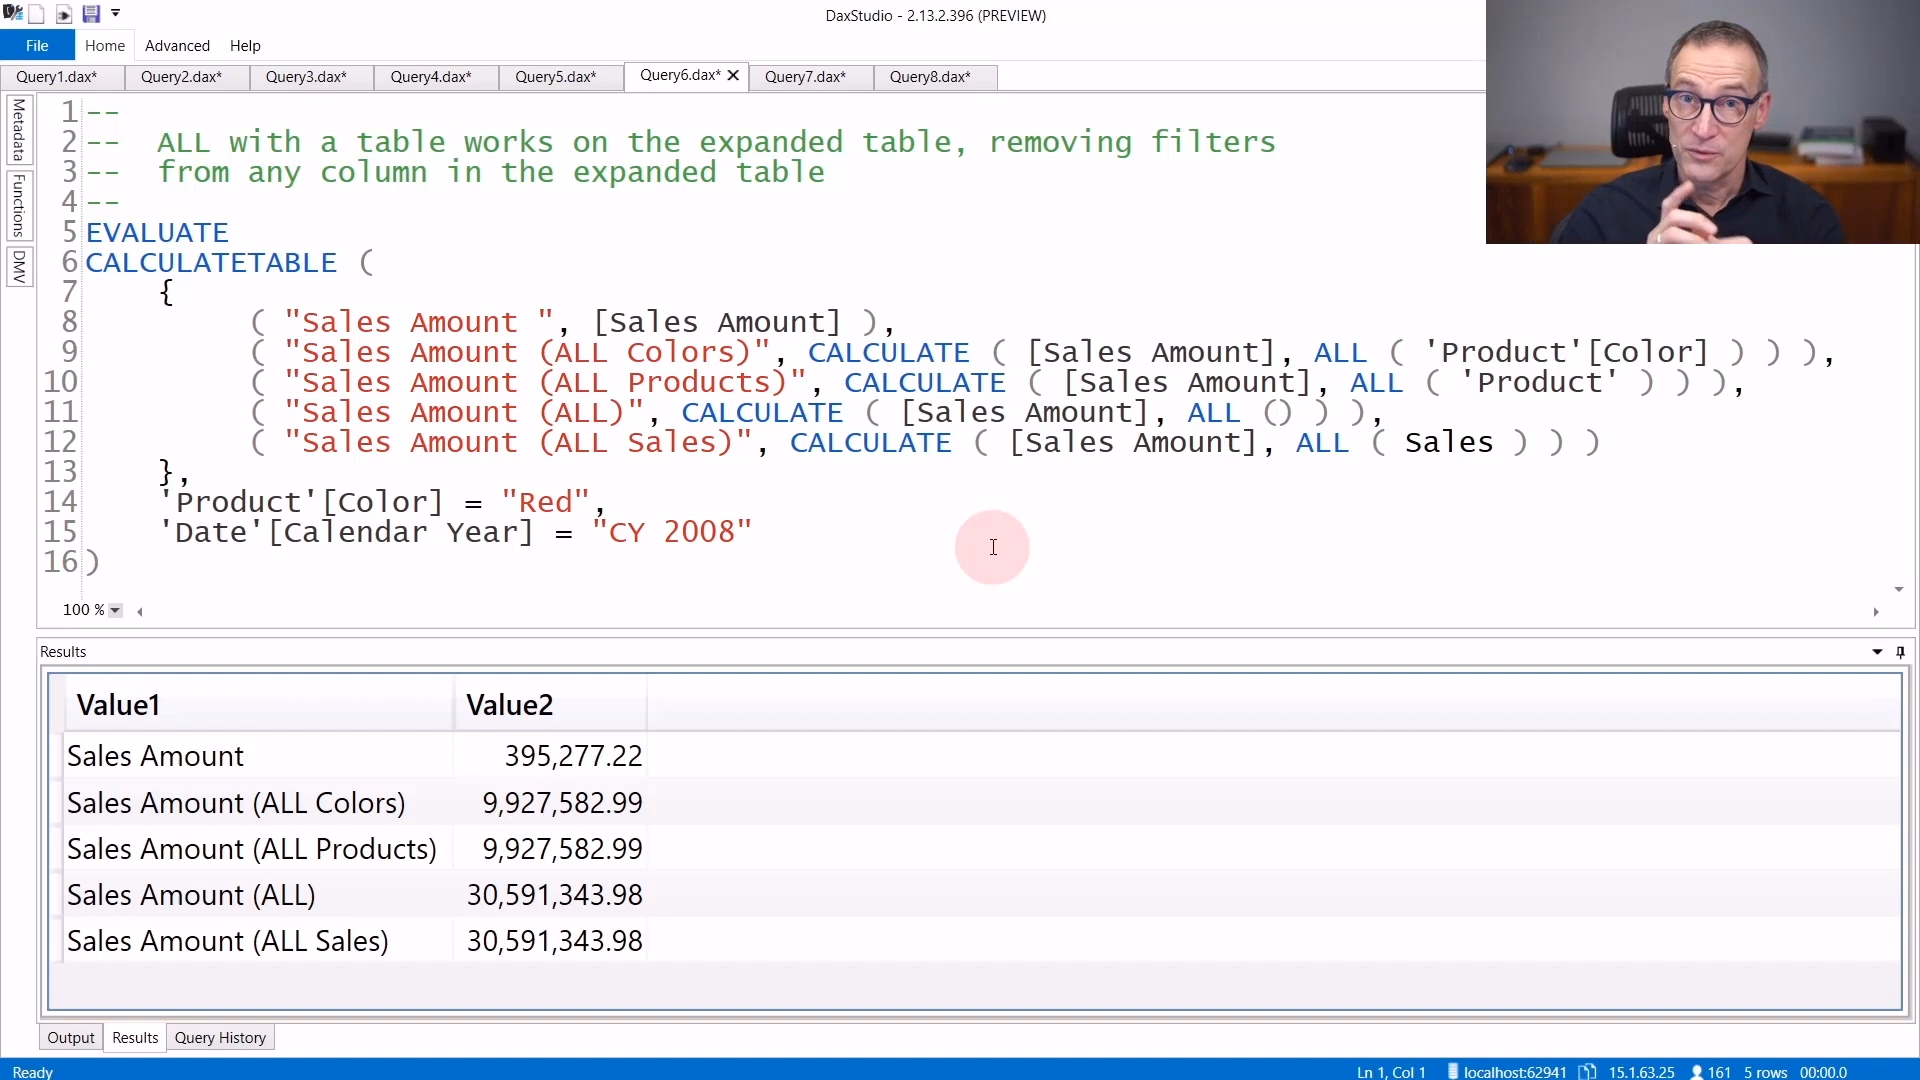 DaxStudio - 2.13.2.396 (PREVIEW)
File Home Advanced Help
Query1.dax* Query2.dax* Query3.dax* Query4.dax* Query5.dax* Query6.dax* Query7.dax* Query8.dax*
Metadata
Functions
DMV
1 --
2 -- ALL with a table works on the expanded table, removing filters
3 -- from any column in the expanded table
4 --
5 EVALUATE
6 CALCULATETABLE (
7 {
8 ( "Sales Amount ", [Sales Amount] ),
9 ( "Sales Amount (ALL Colors)", CALCULATE ( [Sales Amount], ALL ( 'Product'[Color] ) ) ),
10 ( "Sales Amount (ALL Products)", CALCULATE ( [Sales Amount], ALL ( 'Product' ) ) ),
11 ( "Sales Amount (ALL)", CALCULATE ( [Sales Amount], ALL () ) ),
12 ( "Sales Amount (ALL Sales)", CALCULATE ( [Sales Amount], ALL ( Sales ) ) )
13 },
14 'Product'[Color] = "Red",
15 'Date'[Calendar Year] = "CY 2008"
16 )
100 %
Results
Value1 Value2
Sales Amount 395,277.22
Sales Amount (ALL Colors) 9,927,582.99
Sales Amount (ALL Products) 9,927,582.99
Sales Amount (ALL) 30,591,343.98
Sales Amount (ALL Sales) 30,591,343.98
Output Results Query History
Ready Ln 1, Col 1 localhost:62941 15.1.63.25 161 5 rows 00:00.0